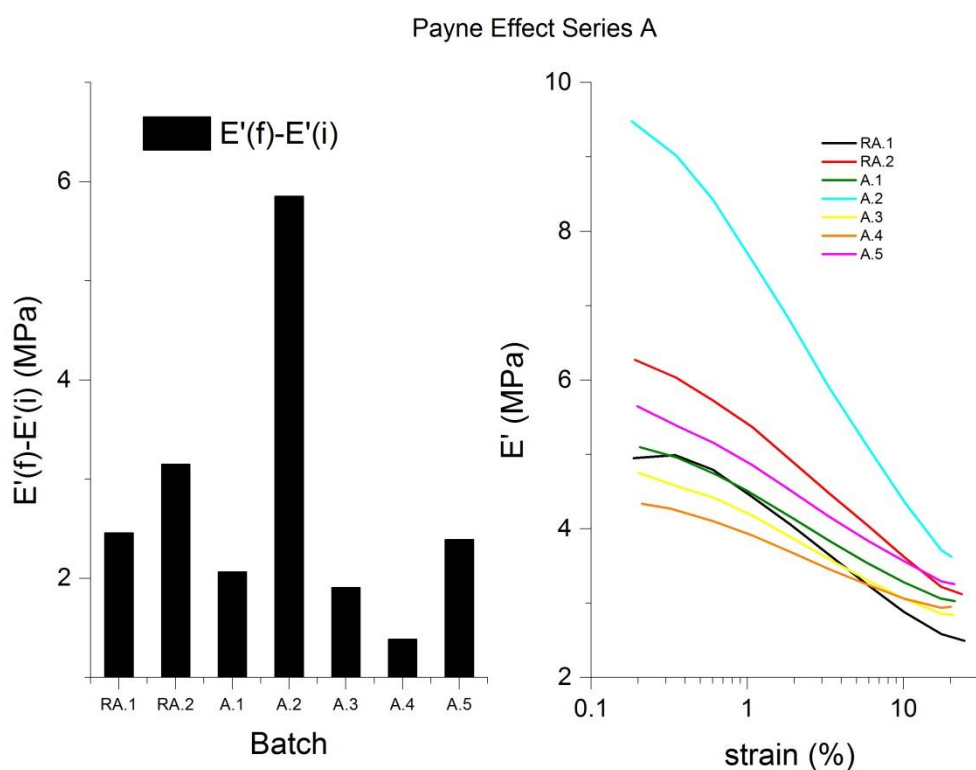 Payne Effect Series A
E'(f)-E'(i)
E'(f)-E'(i) (MPa)
6
4
2
RA.1
RA.2
A.1
A.2
A.3
A.4
A.5
Batch
RA.1
RA.2
A.1
A.2
A.3
A.4
A.5
E' (MPa)
10
8
6
4
2
0.1
1
10
strain (%)